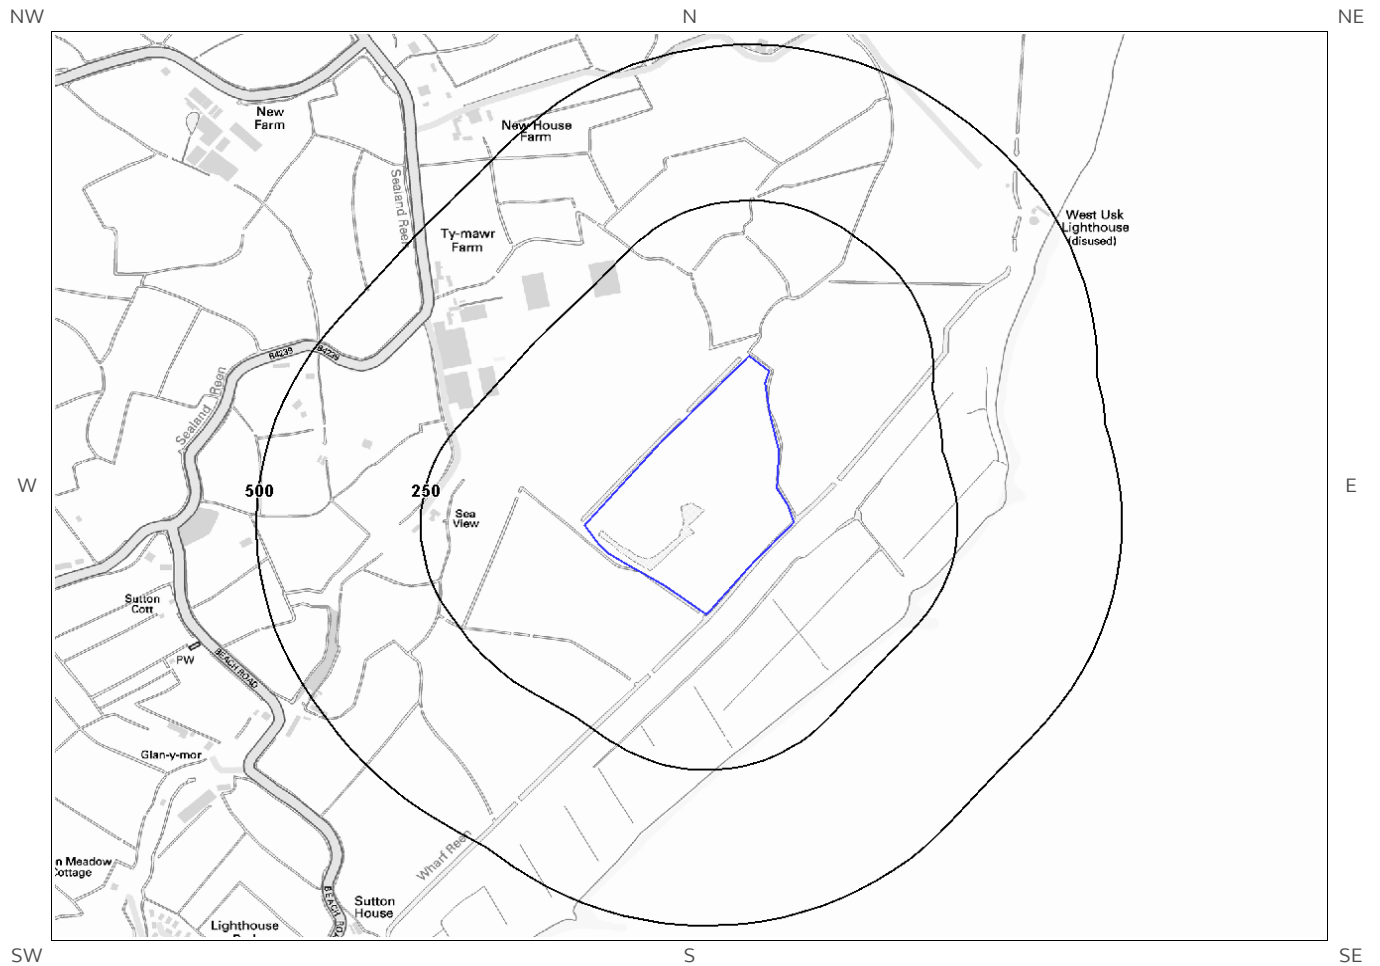 NW
N
NE
New
Farm
New House
Farm
Sealand Reen
West Usk
Lighthouse
(disused)
Ty-mawr
Farm
B4239
B4239
Sealand Reen
W
500
250
E
Sea
View
Sutton
Cott
PW
BEACH ROAD
Glan-y-mor
Wharf Reen
n Meadow
Cottage
BEACH ROA
Sutton
House
Lighthouse
SW
S
SE